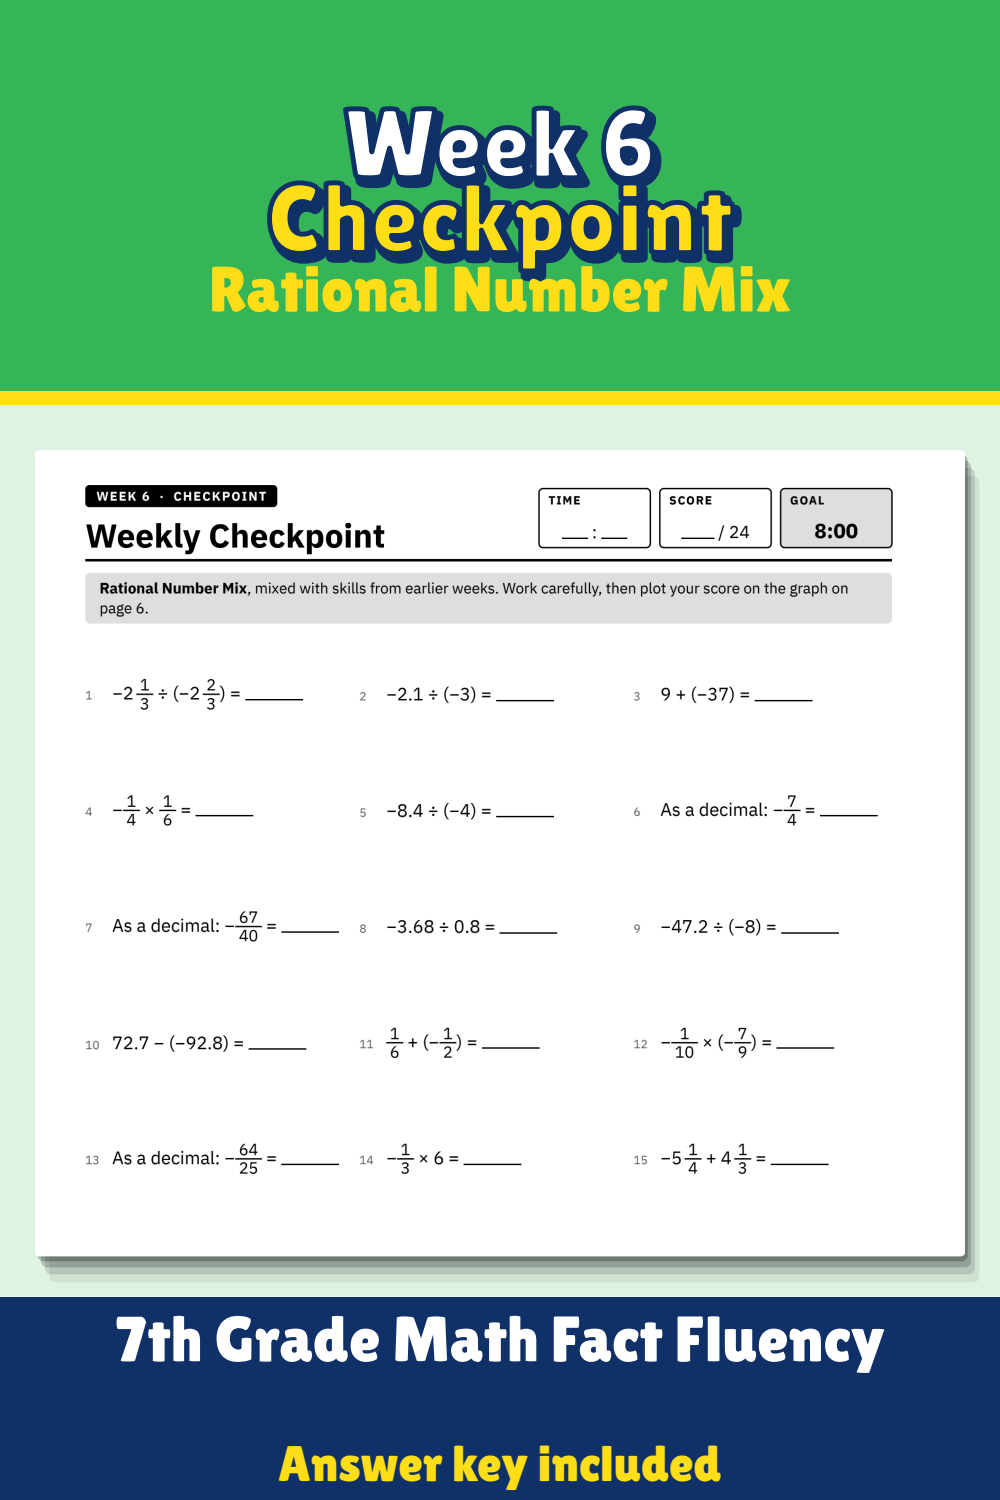 Week 6
Checkpoint
Rational Number Mix
WEEK 6 · CHECKPOINT
Weekly Checkpoint
TIME
___ : ___
SCORE
____ / 24
GOAL
8:00
Rational Number Mix, mixed with skills from earlier weeks. Work carefully, then plot your score on the graph on
page 6.
1 −2 1/3 ÷ (−2 2/3) = ______
2 −2.1 ÷ (−3) = ______
3 9 + (−37) = ______
4 −1/4 × 1/6 = ______
5 −8.4 ÷ (−4) = ______
6 As a decimal: −7/4 = ______
7 As a decimal: −67/40 = ______
8 −3.68 ÷ 0.8 = ______
9 −47.2 ÷ (−8) = ______
10 72.7 − (−92.8) = ______
11 1/6 + (−1/2) = ______
12 −1/10 × (−7/9) = ______
13 As a decimal: −64/25 = ______
14 −1/3 × 6 = ______
15 −5 1/4 + 4 1/3 = ______
7th Grade Math Fact Fluency
Answer key included